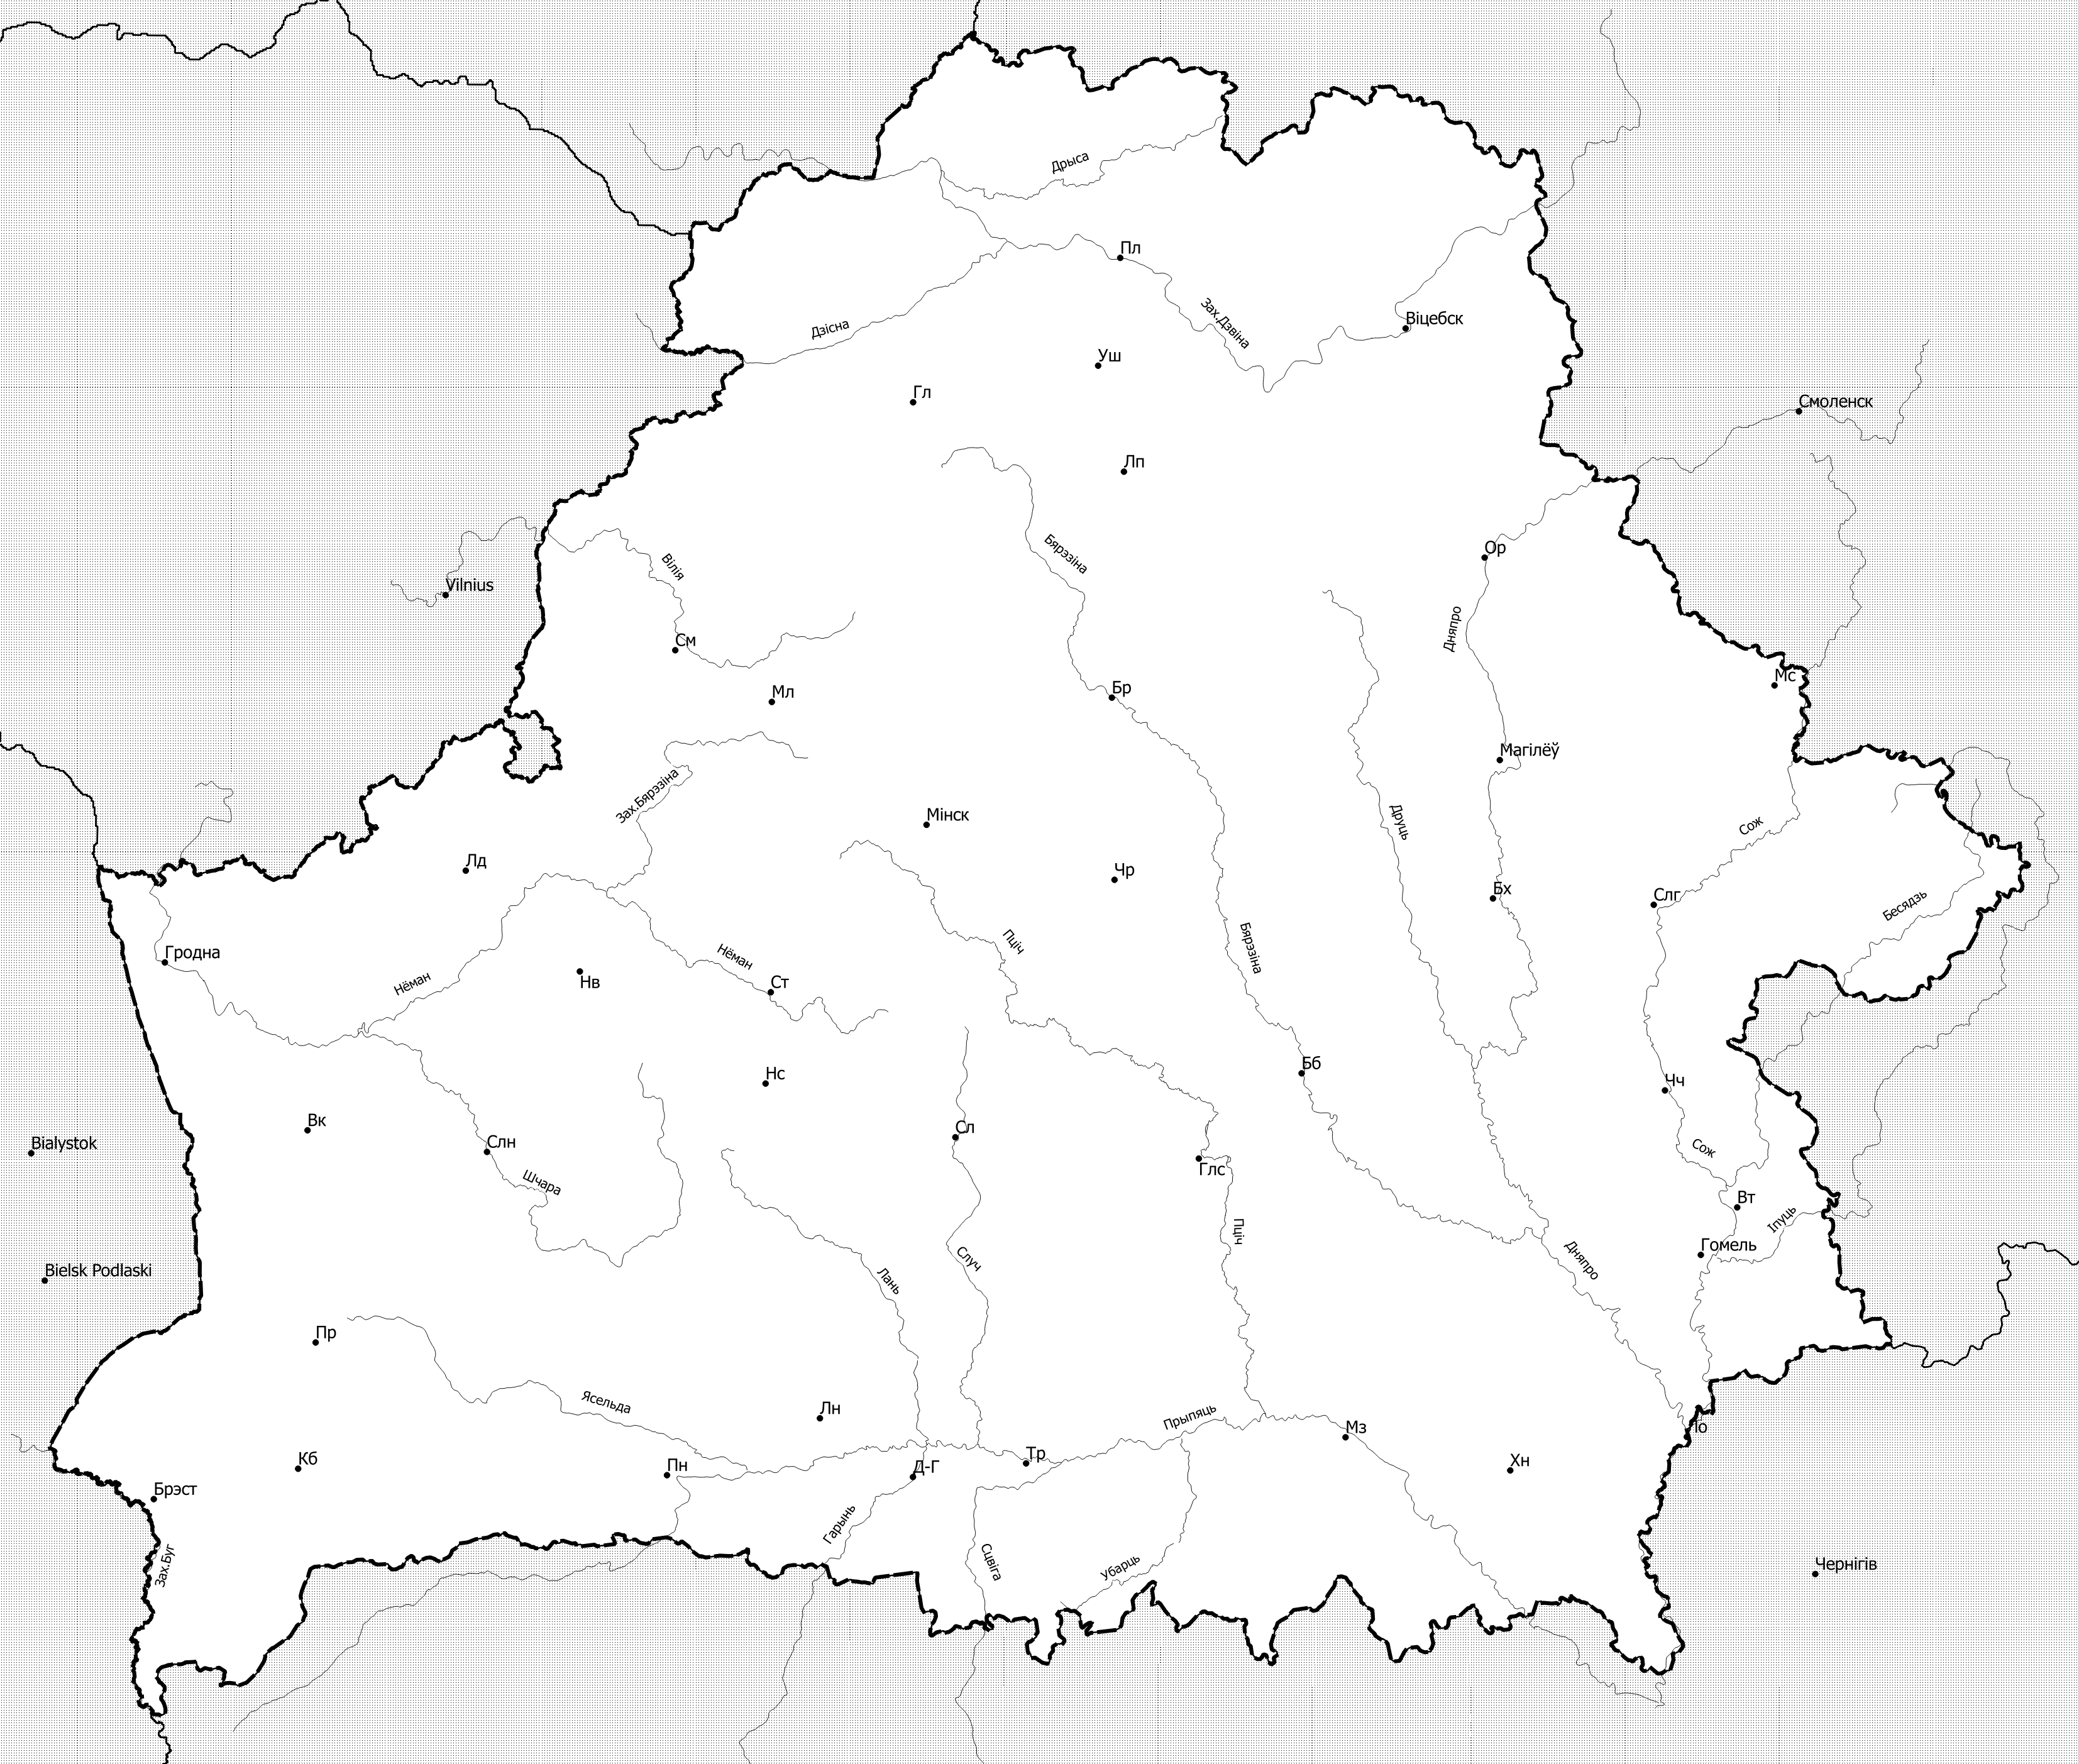 Дрыса
Пл
Зах.Дзвіна
Віцебск
Дзісна
Уш
Гл
Смоленск
Лп
Бярэзіна
Ор
Вілія
Vilnius
Дняпро
См
Мс
Мл
Бр
Магілёў
Зах.Бярэзіна
Мінск
Друць
Сож
Лд
Чр
Бх
Слг
Бесядзь
Гродна
Нёман
Пціч
Бярэзіна
Нёман
Нв
Ст
Бб
Нс
Чч
Вк
Bialystok
Слн
Сл
Сож
Глс
Шчара
Вт
Іпуць
Пціч
Гомель
Случ
Дняпро
Bielsk Podlaski
Лань
Пр
Ясельда
Лн
Прыпяць
Мз
Ло
Кб
Пн
Д-Г
Тр
Хн
Брэст
Гарынь
Зах.Буг
Сцвіга
Убарць
Чернігів